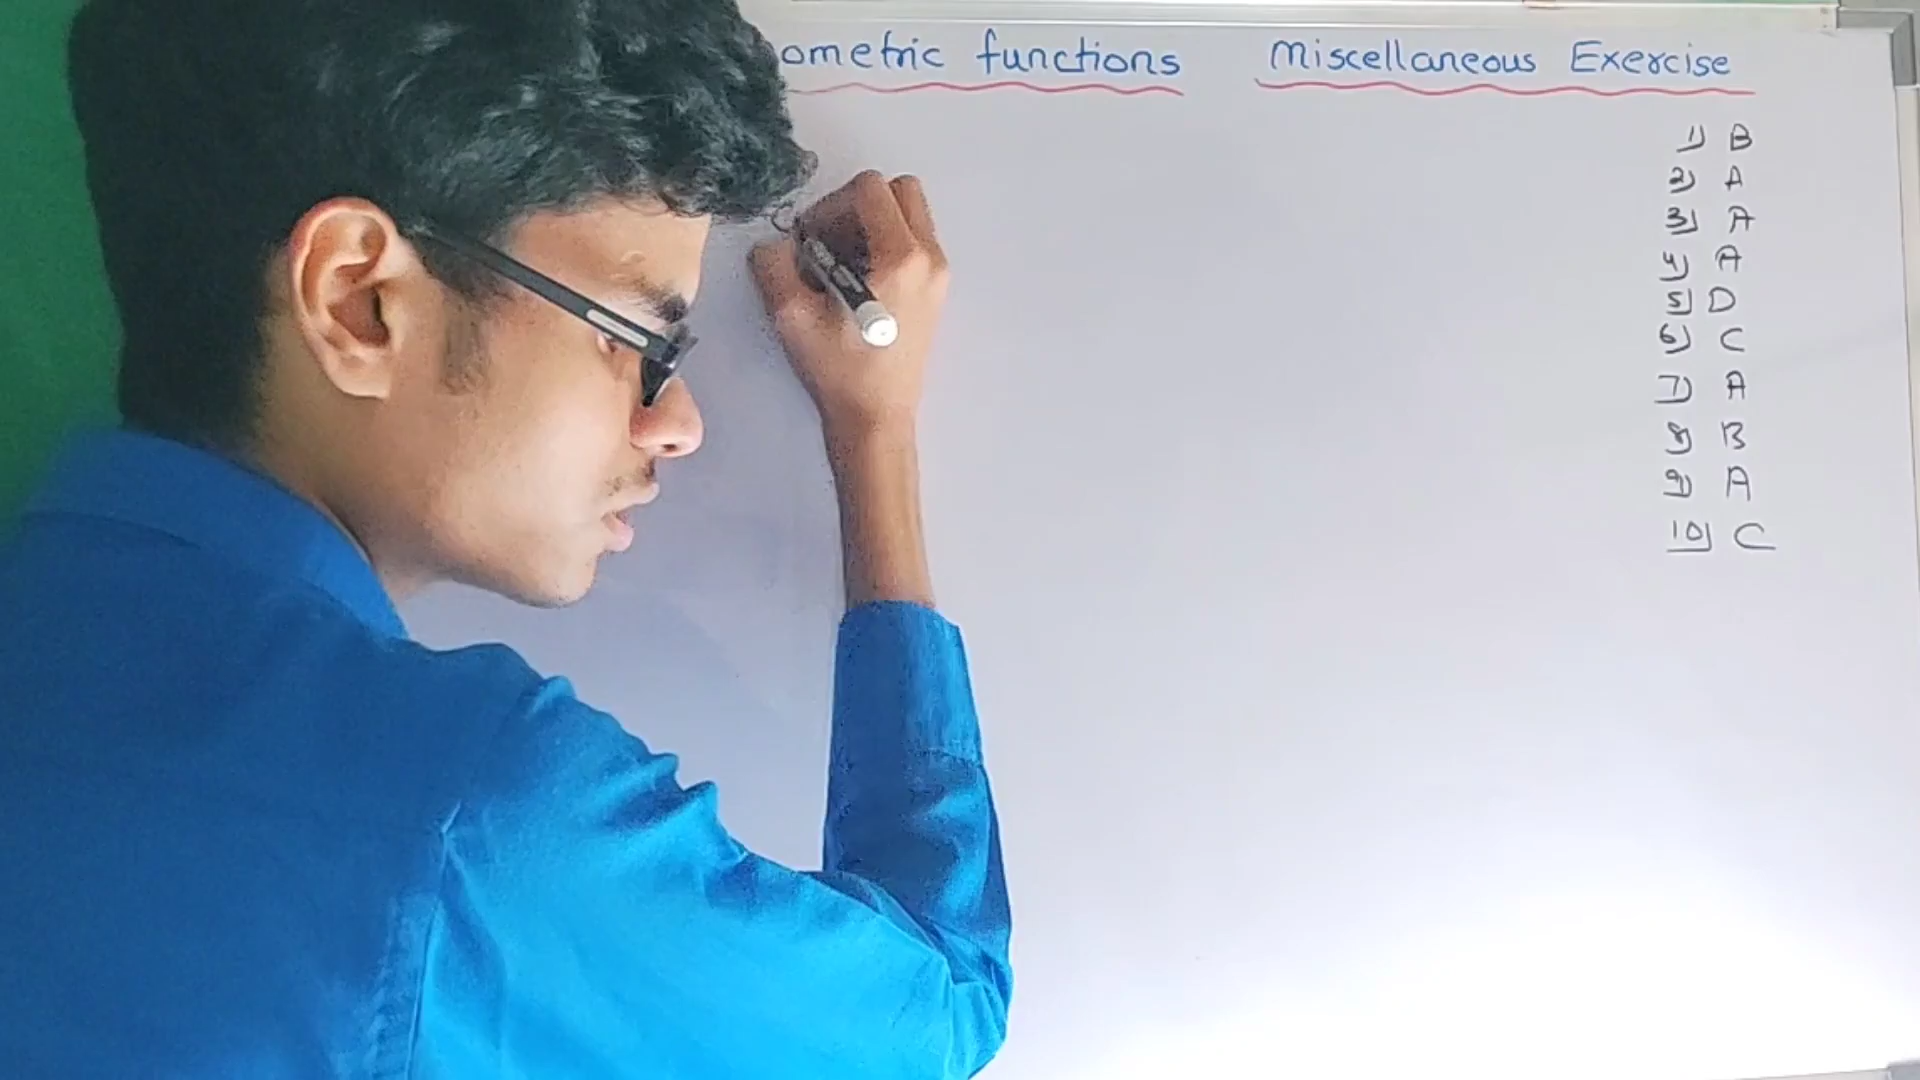 ometric functions Miscellaneous Exercise
1) B
2) A
3) A
4) A
5) D
6) C
7) A
8) B
9) A
10) C